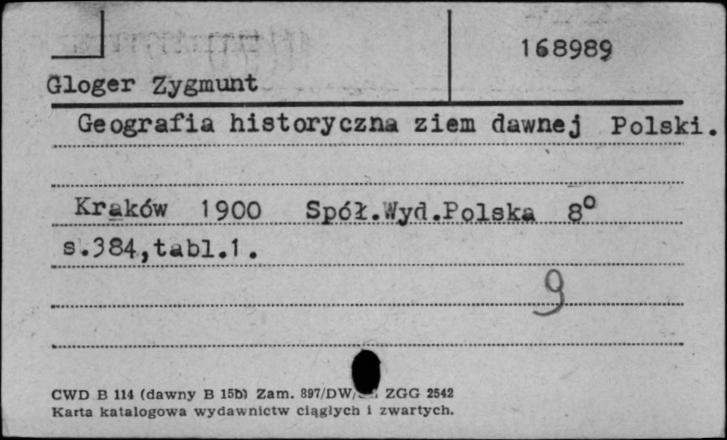 168989
Gloger Zygmunt
Geografia historyczna ziem dawnej Polski.
Kraków 1900 Spół.Wyd.Polska 8°
s.384,tabl.1.
9
CWD B 114 (dawny B 15b) Zam. 897/DW/ ZGG 2542
Karta katalogowa wydawnictw ciągłych i zwartych.